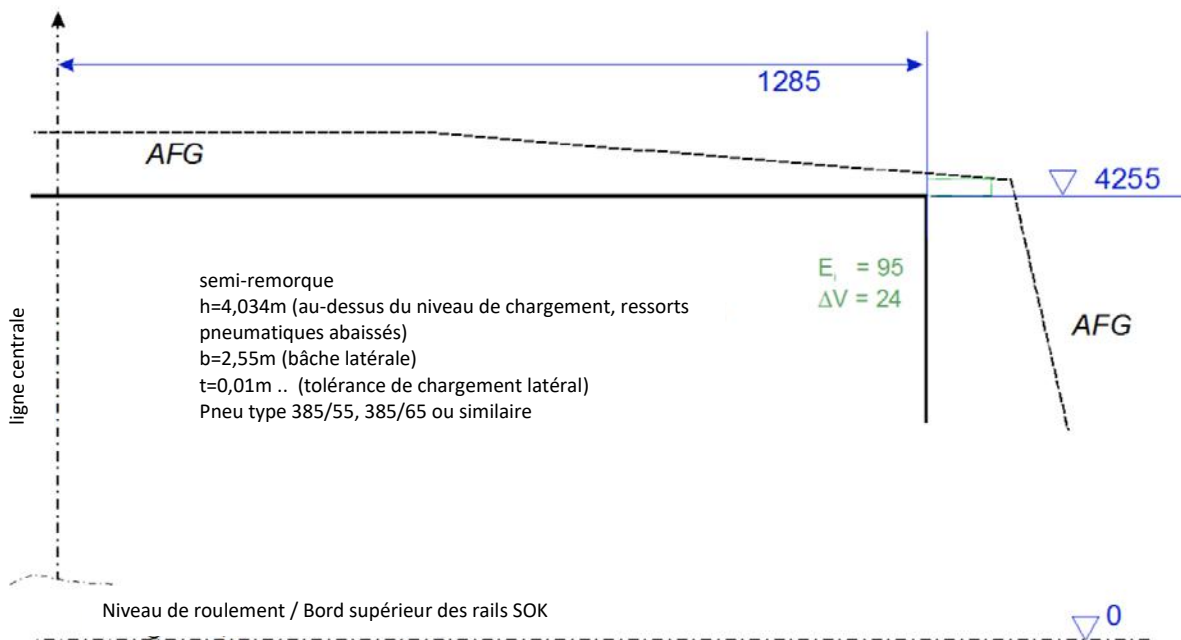 1285
AFG
4255
semi-remorque
h=4,034m (au-dessus du niveau de chargement, ressorts
pneumatiques abaissés)
b=2,55m (bâche latérale)
t=0,01m .. (tolérance de chargement latéral)
Pneu type 385/55, 385/65 ou similaire
Ei = 95
ΔV = 24
AFG
ligne centrale
Niveau de roulement / Bord supérieur des rails SOK
0